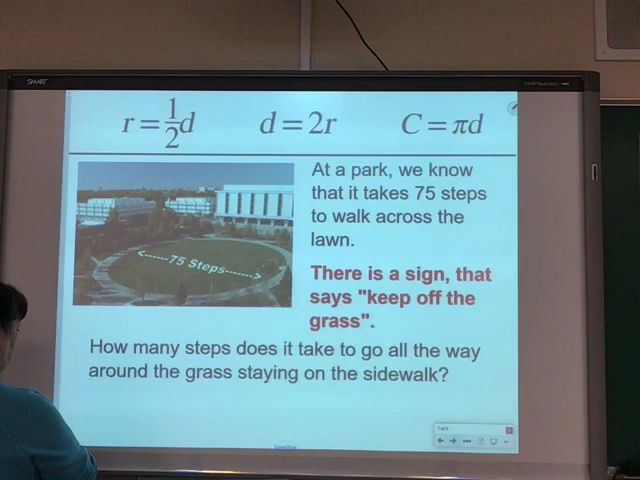 SMART
r = 1/2 d   d = 2r   C = πd
At a park, we know
that it takes 75 steps
to walk across the
lawn.
<-----75 Steps----->
There is a sign, that
says "keep off the
grass".
How many steps does it take to go all the way
around the grass staying on the sidewalk?